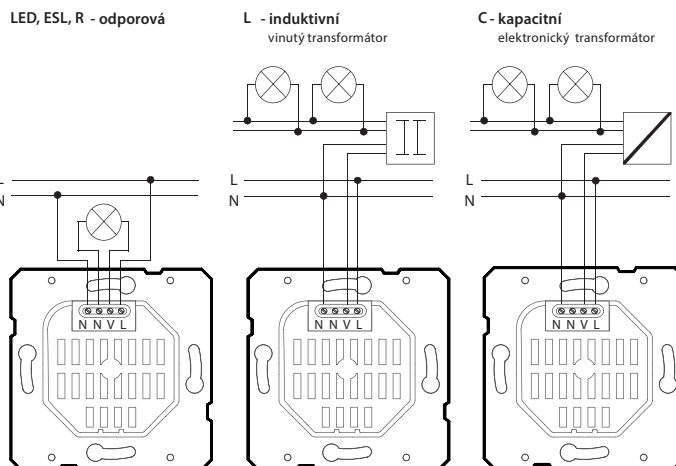 LED, ESL, R - odporová
L - induktivní
vinutý transformátor
C - kapacitní
elektronický transformátor
L
N
N N V L
L
N
N N V L
L
N
N N V L